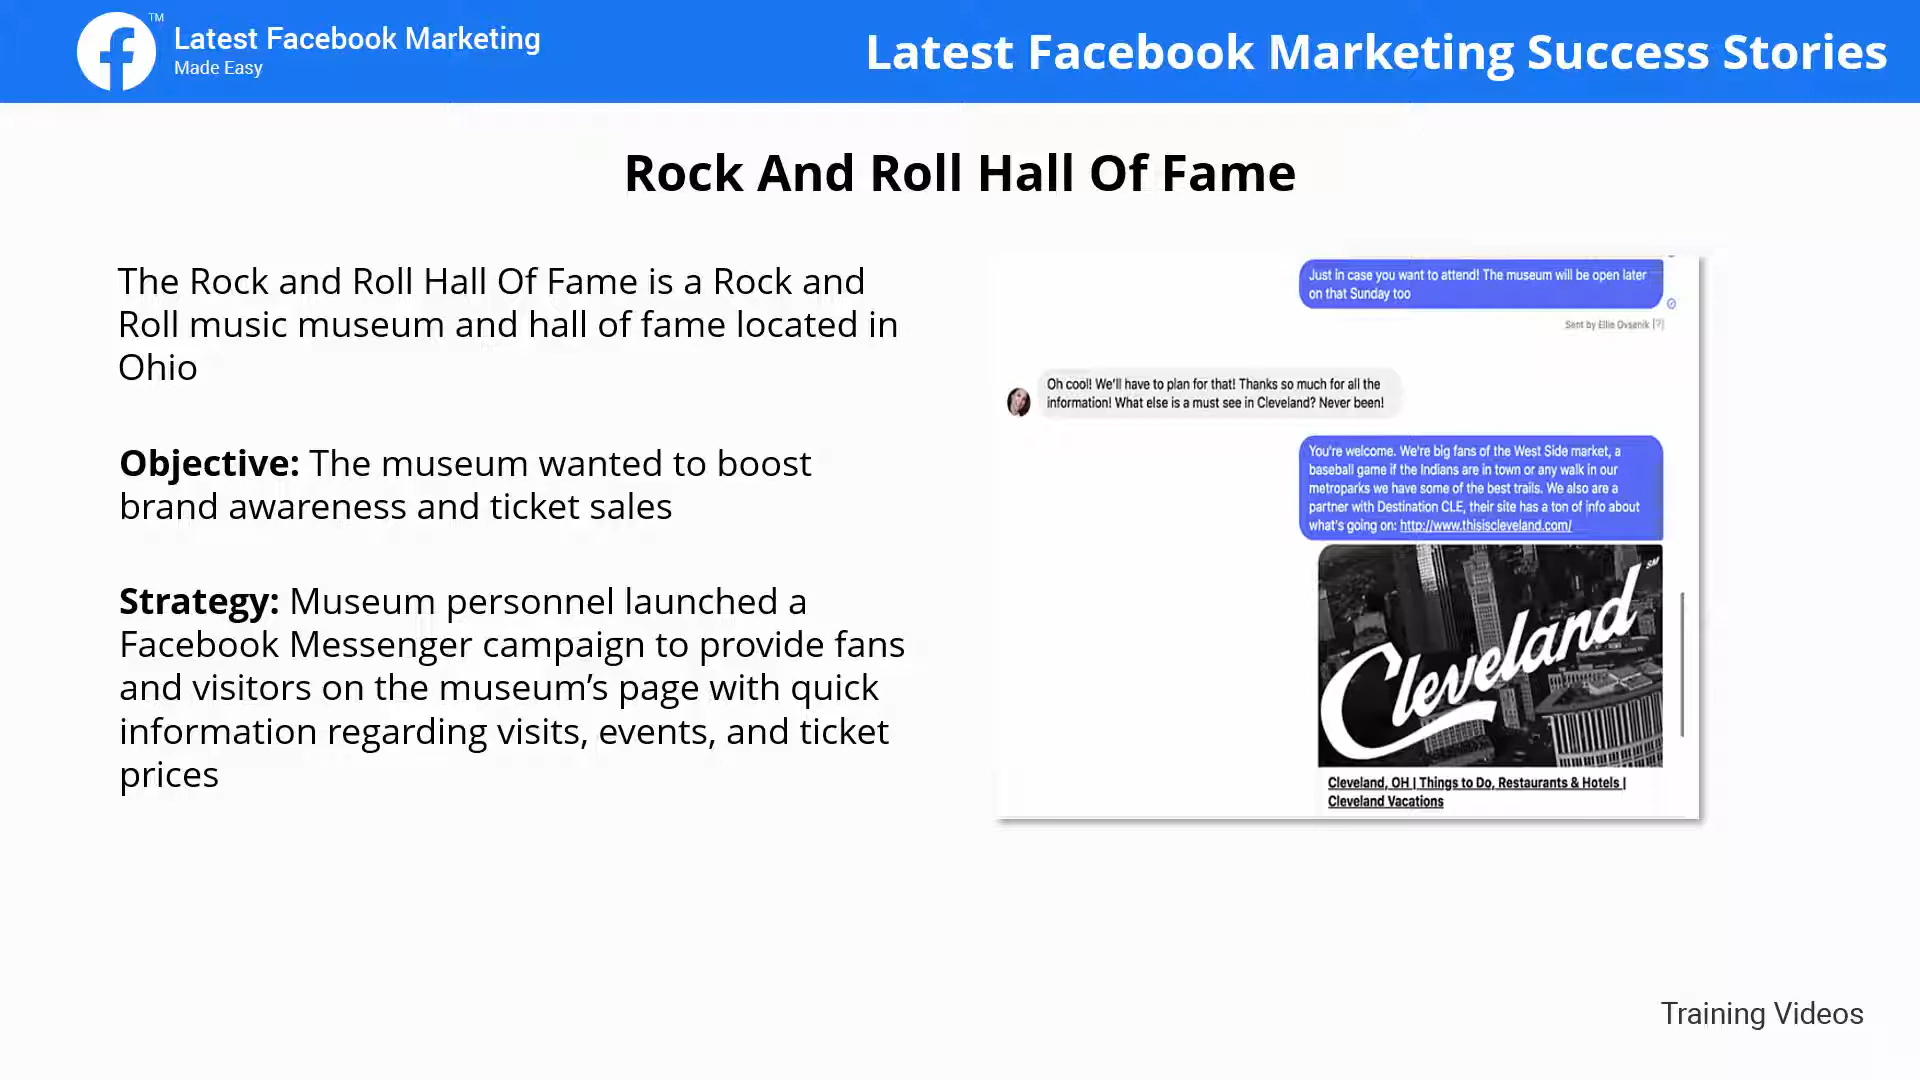 TM
Latest Facebook Marketing
Made Easy
Latest Facebook Marketing Success Stories
Rock And Roll Hall Of Fame
The Rock and Roll Hall Of Fame is a Rock and
Roll music museum and hall of fame located in
Ohio
Objective: The museum wanted to boost
brand awareness and ticket sales
Strategy: Museum personnel launched a
Facebook Messenger campaign to provide fans
and visitors on the museum’s page with quick
information regarding visits, events, and ticket
prices
Just in case you want to attend! The museum will be open later
on that Sunday too
Sent by Ellie Ovsenik [?]
Oh cool! We'll have to plan for that! Thanks so much for all the
information! What else is a must see in Cleveland? Never been!
You're welcome. We're big fans of the West Side market, a
baseball game if the Indians are in town or any walk in our
metroparks we have some of the best trails. We also are a
partner with Destination CLE, their site has a ton of info about
what's going on: http://www.thisiscleveland.com/
Cleveland SM
Cleveland, OH | Things to Do, Restaurants & Hotels |
Cleveland Vacations
Training Videos